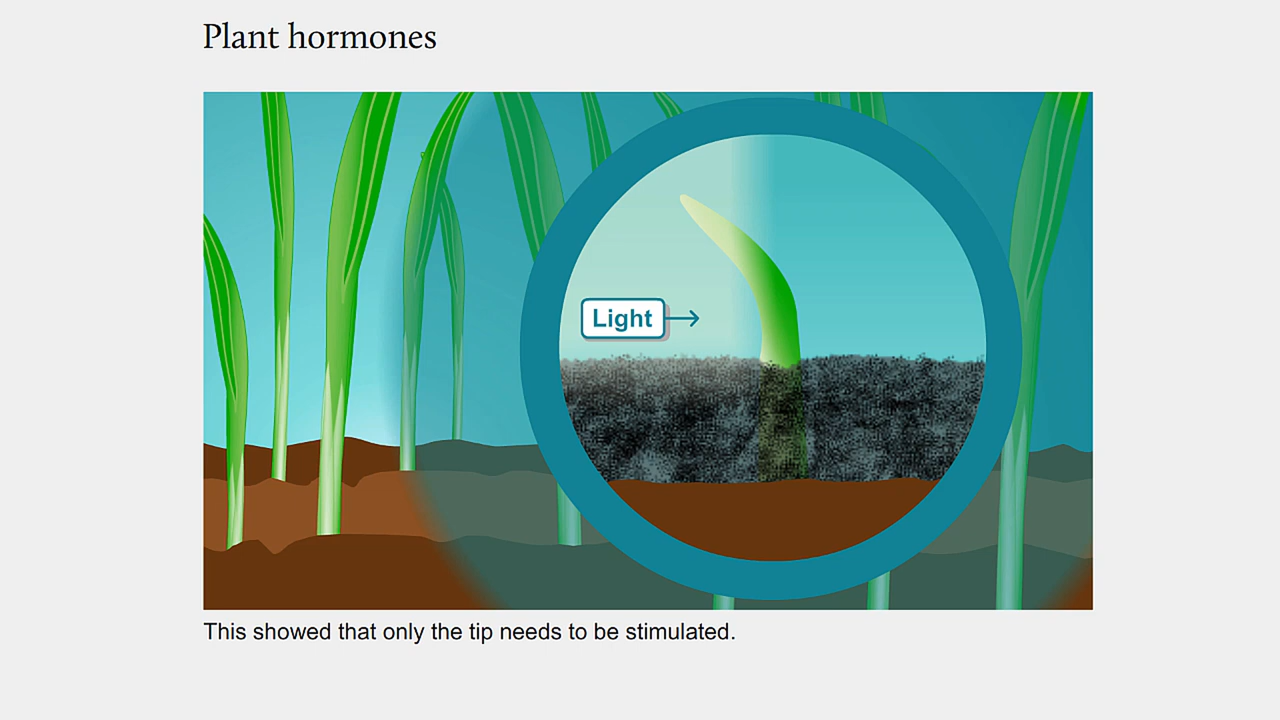 Plant hormones
Light
This showed that only the tip needs to be stimulated.